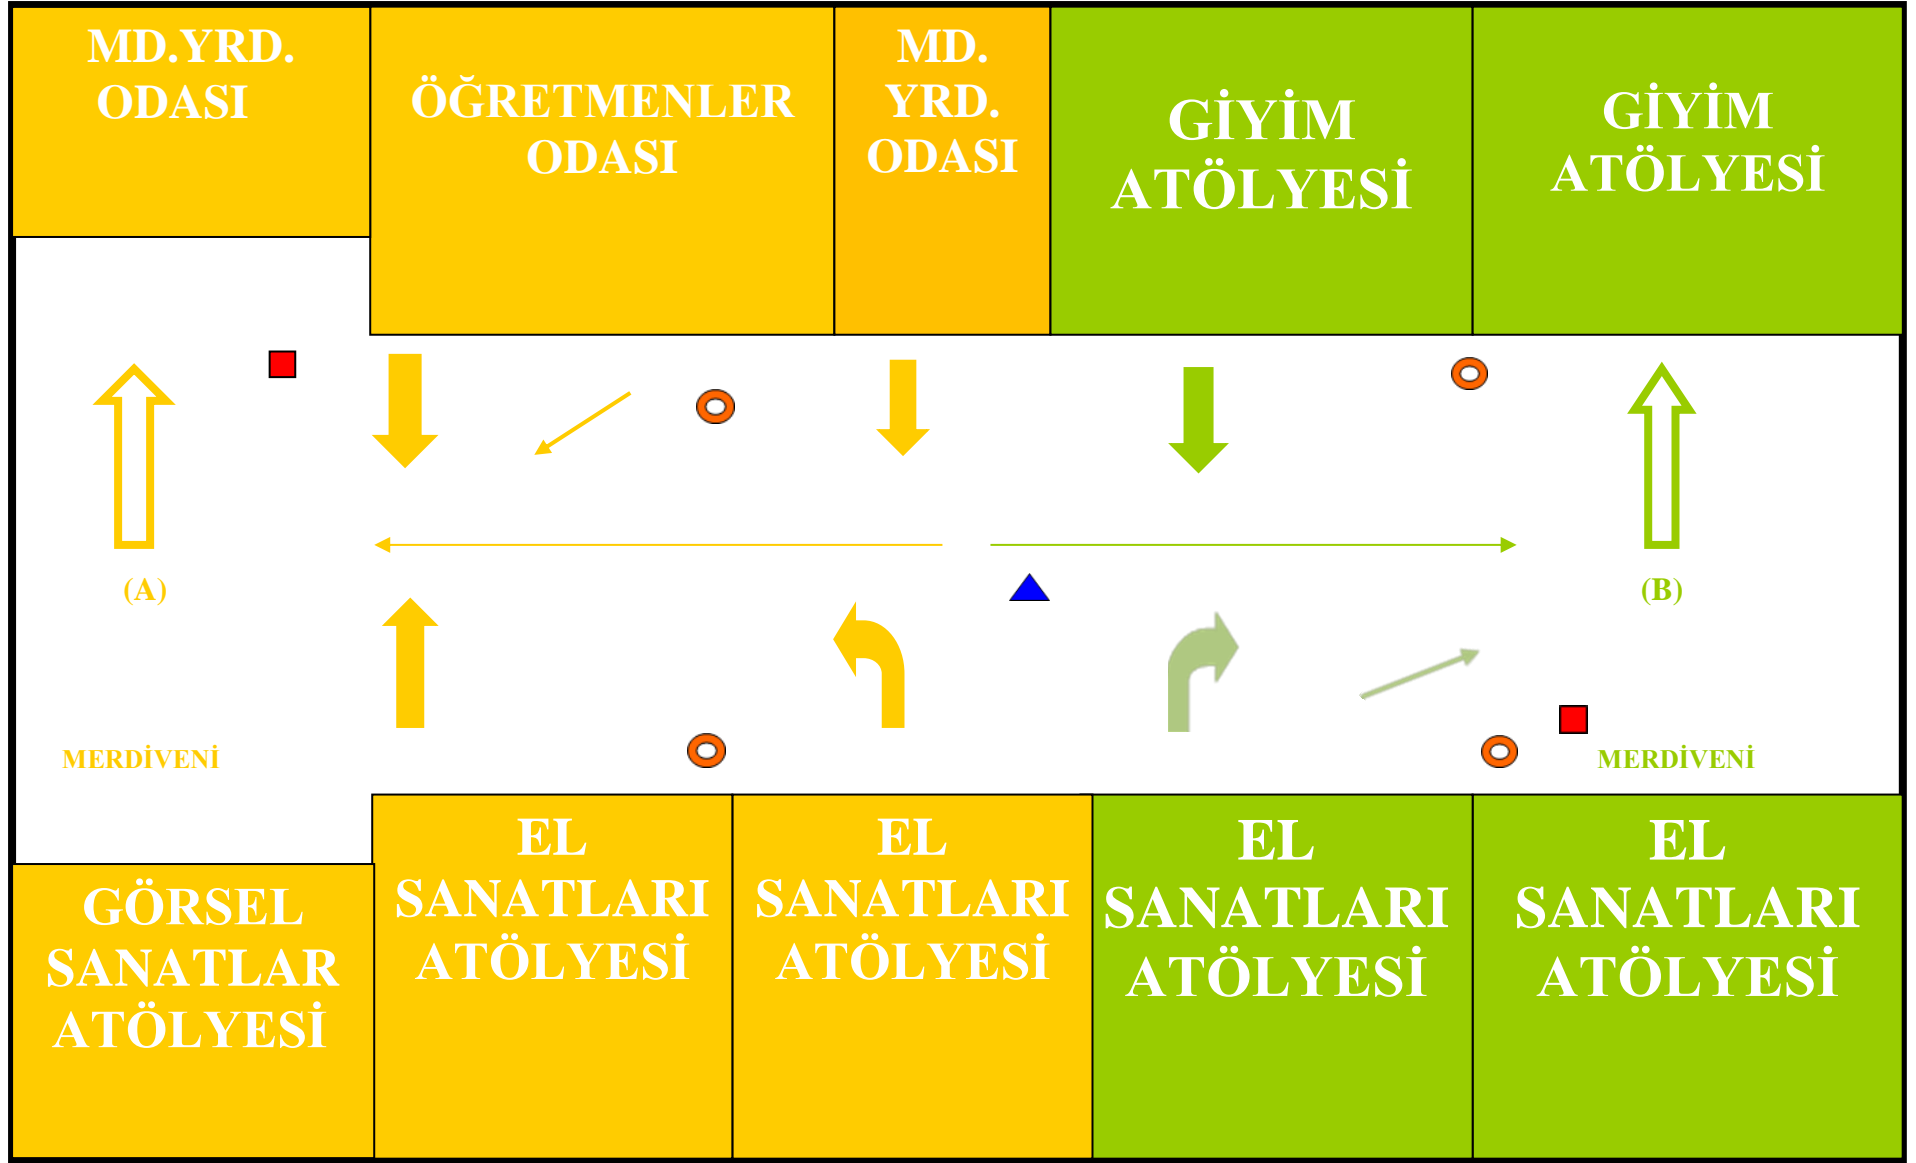 MD.YRD.
ODASI
ÖĞRETMENLER
ODASI
MD.
YRD.
ODASI
GİYİM
ATÖLYESİ
GİYİM
ATÖLYESİ
(A)
(B)
MERDİVENİ
MERDİVENİ
GÖRSEL
SANATLAR
ATÖLYESİ
EL
SANATLARI
ATÖLYESİ
EL
SANATLARI
ATÖLYESİ
EL
SANATLARI
ATÖLYESİ
EL
SANATLARI
ATÖLYESİ